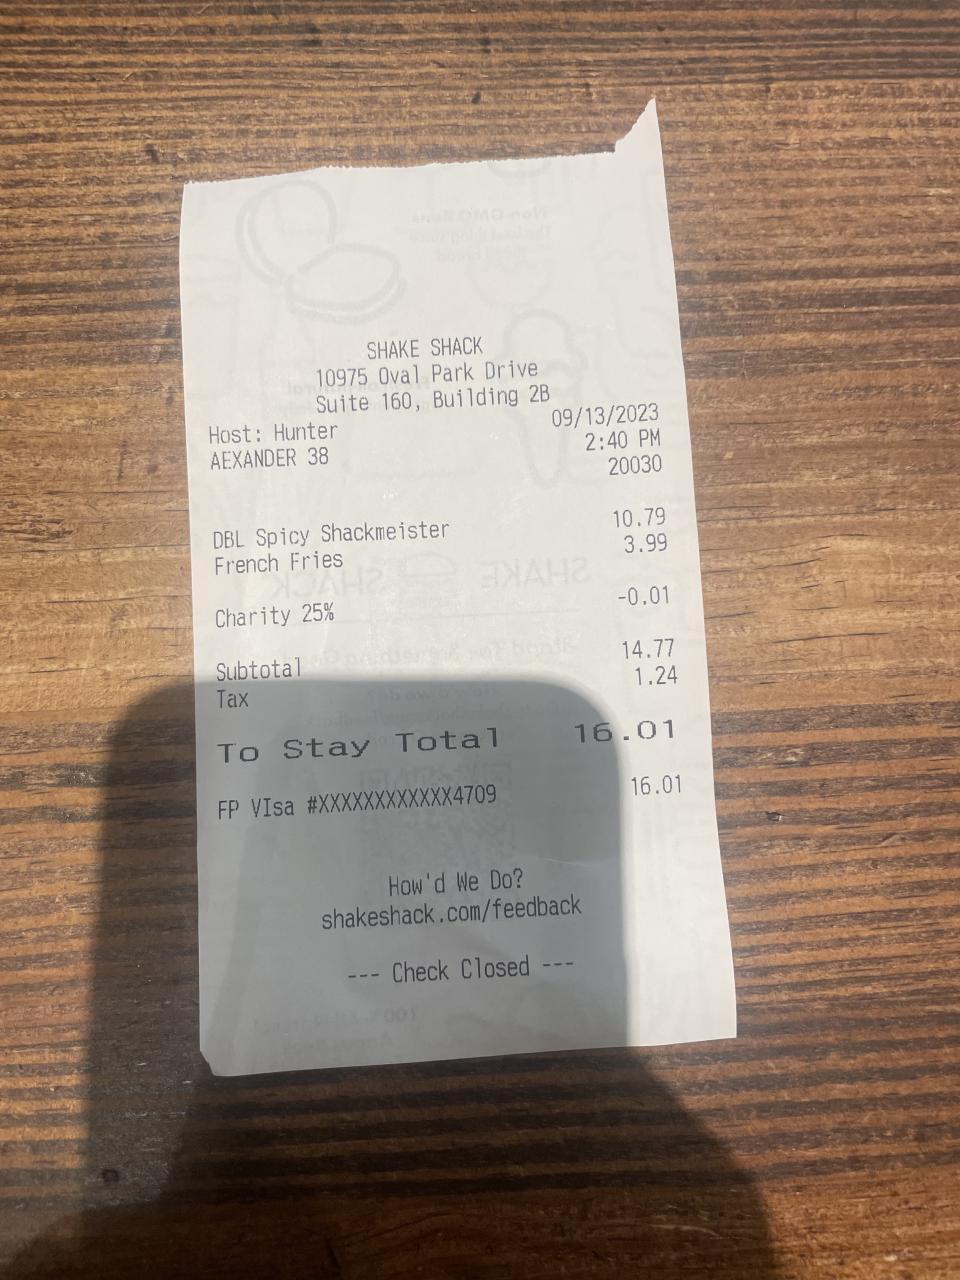 SHAKE SHACK
10975 Oval Park Drive
Suite 160, Building 2B
Host: Hunter 09/13/2023
AEXANDER 38 2:40 PM
20030
DBL Spicy Shackmeister 10.79
French Fries 3.99
Charity 25% -0.01
Subtotal 14.77
Tax 1.24
To Stay Total 16.01
FP VIsa #XXXXXXXXXXXX4709 16.01
How'd We Do?
shakeshack.com/feedback
--- Check Closed ---
SHAKE SHACK